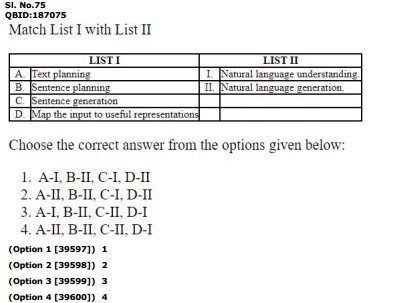 SI. No.75
QBID:187075
Match List I with List II
LIST I LIST II
A. Text planning I. Natural language understanding.
B. Sentence planning II. Natural language generation.
C. Sentence generation
D. Map the input to useful representations
Choose the correct answer from the options given below:
1. A-I, B-II, C-I, D-II
2. A-II, B-II, C-I, D-II
3. A-I, B-II, C-II, D-I
4. A-II, B-II, C-II, D-I
(Option 1 [39597]) 1
(Option 2 [39598]) 2
(Option 3 [39599]) 3
(Option 4 [39600]) 4